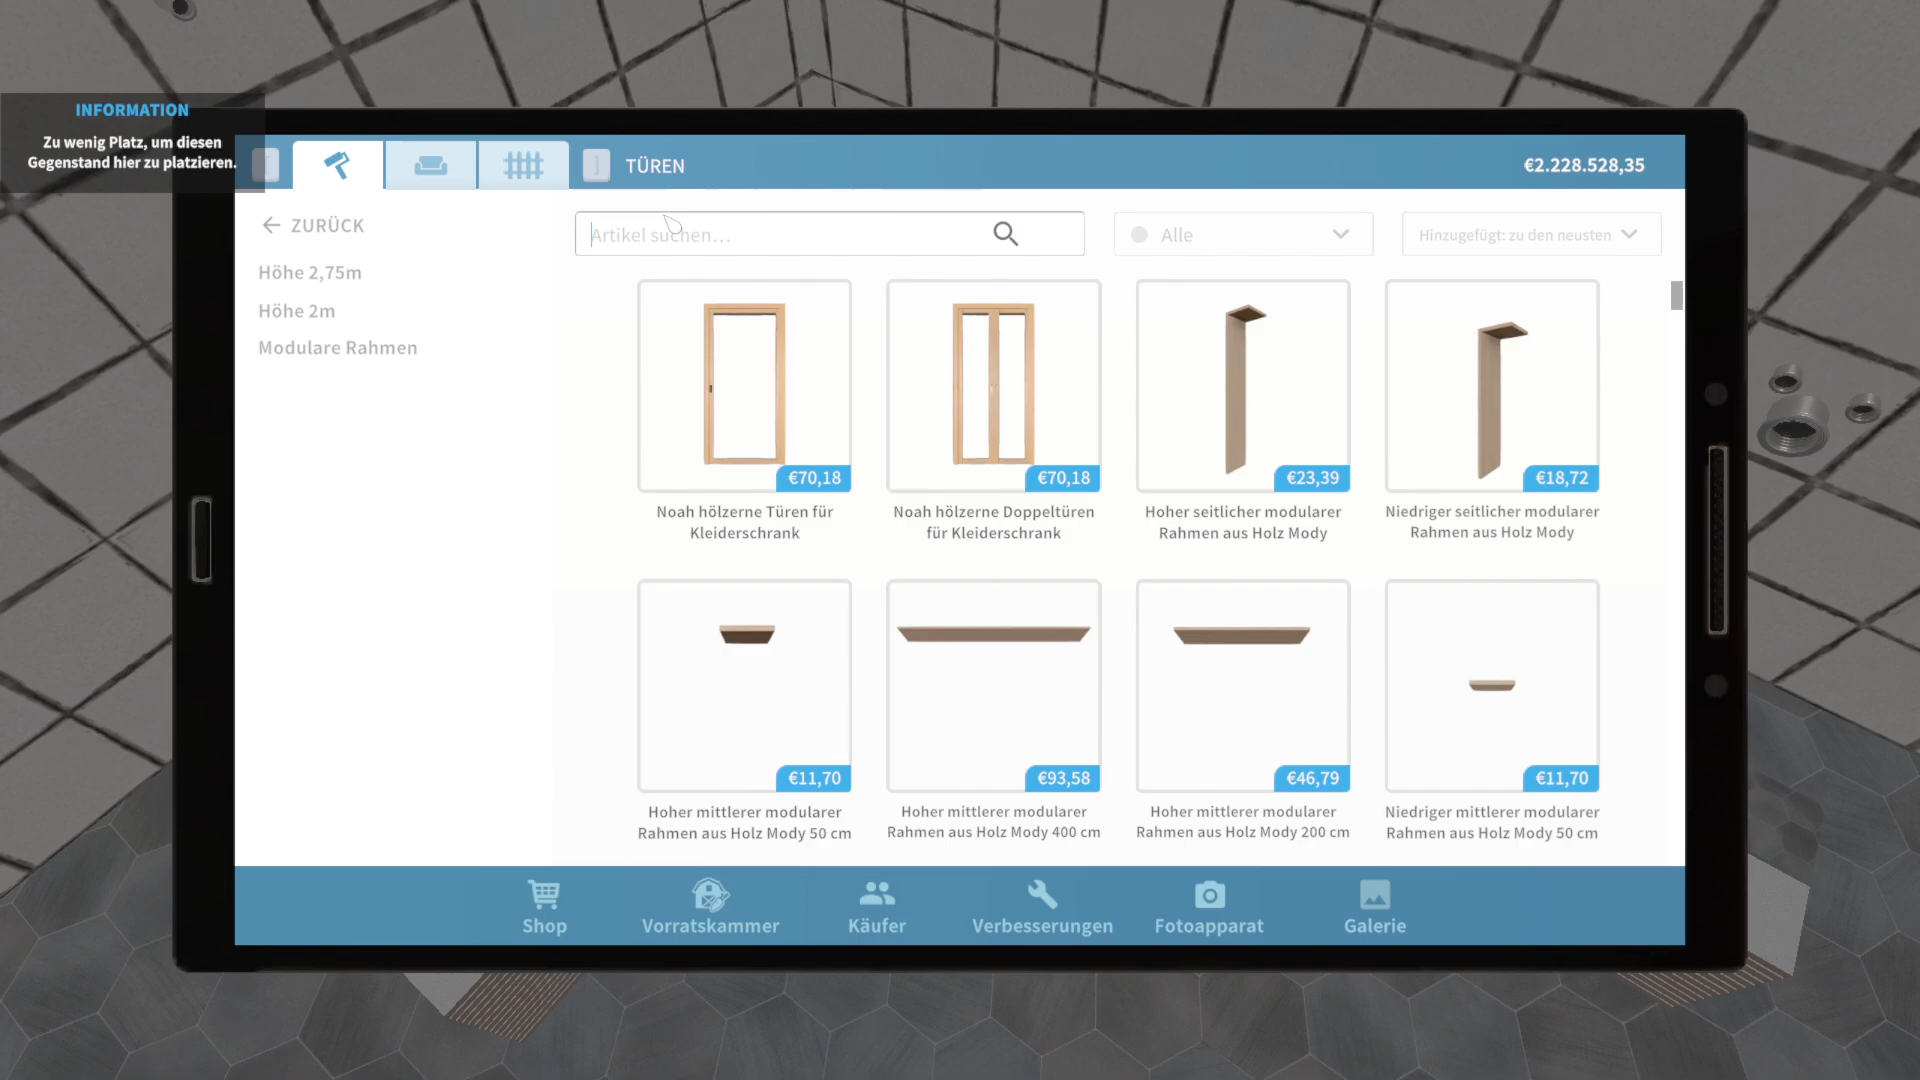 INFORMATION
Zu wenig Platz, um diesen
Gegenstand hier zu platzieren.
[
]
TÜREN
€2.228.528,35
ZURÜCK
Höhe 2,75m
Höhe 2m
Modulare Rahmen
Artikel suchen...
Alle
Hinzugefügt: zu den neusten
€70,18
Noah hölzerne Türen für
Kleiderschrank
€70,18
Noah hölzerne Doppeltüren
für Kleiderschrank
€23,39
Hoher seitlicher modularer
Rahmen aus Holz Mody
€18,72
Niedriger seitlicher modularer
Rahmen aus Holz Mody
€11,70
Hoher mittlerer modularer
Rahmen aus Holz Mody 50 cm
€93,58
Hoher mittlerer modularer
Rahmen aus Holz Mody 400 cm
€46,79
Hoher mittlerer modularer
Rahmen aus Holz Mody 200 cm
€11,70
Niedriger mittlerer modularer
Rahmen aus Holz Mody 50 cm
Shop
Vorratskammer
Käufer
Verbesserungen
Fotoapparat
Galerie